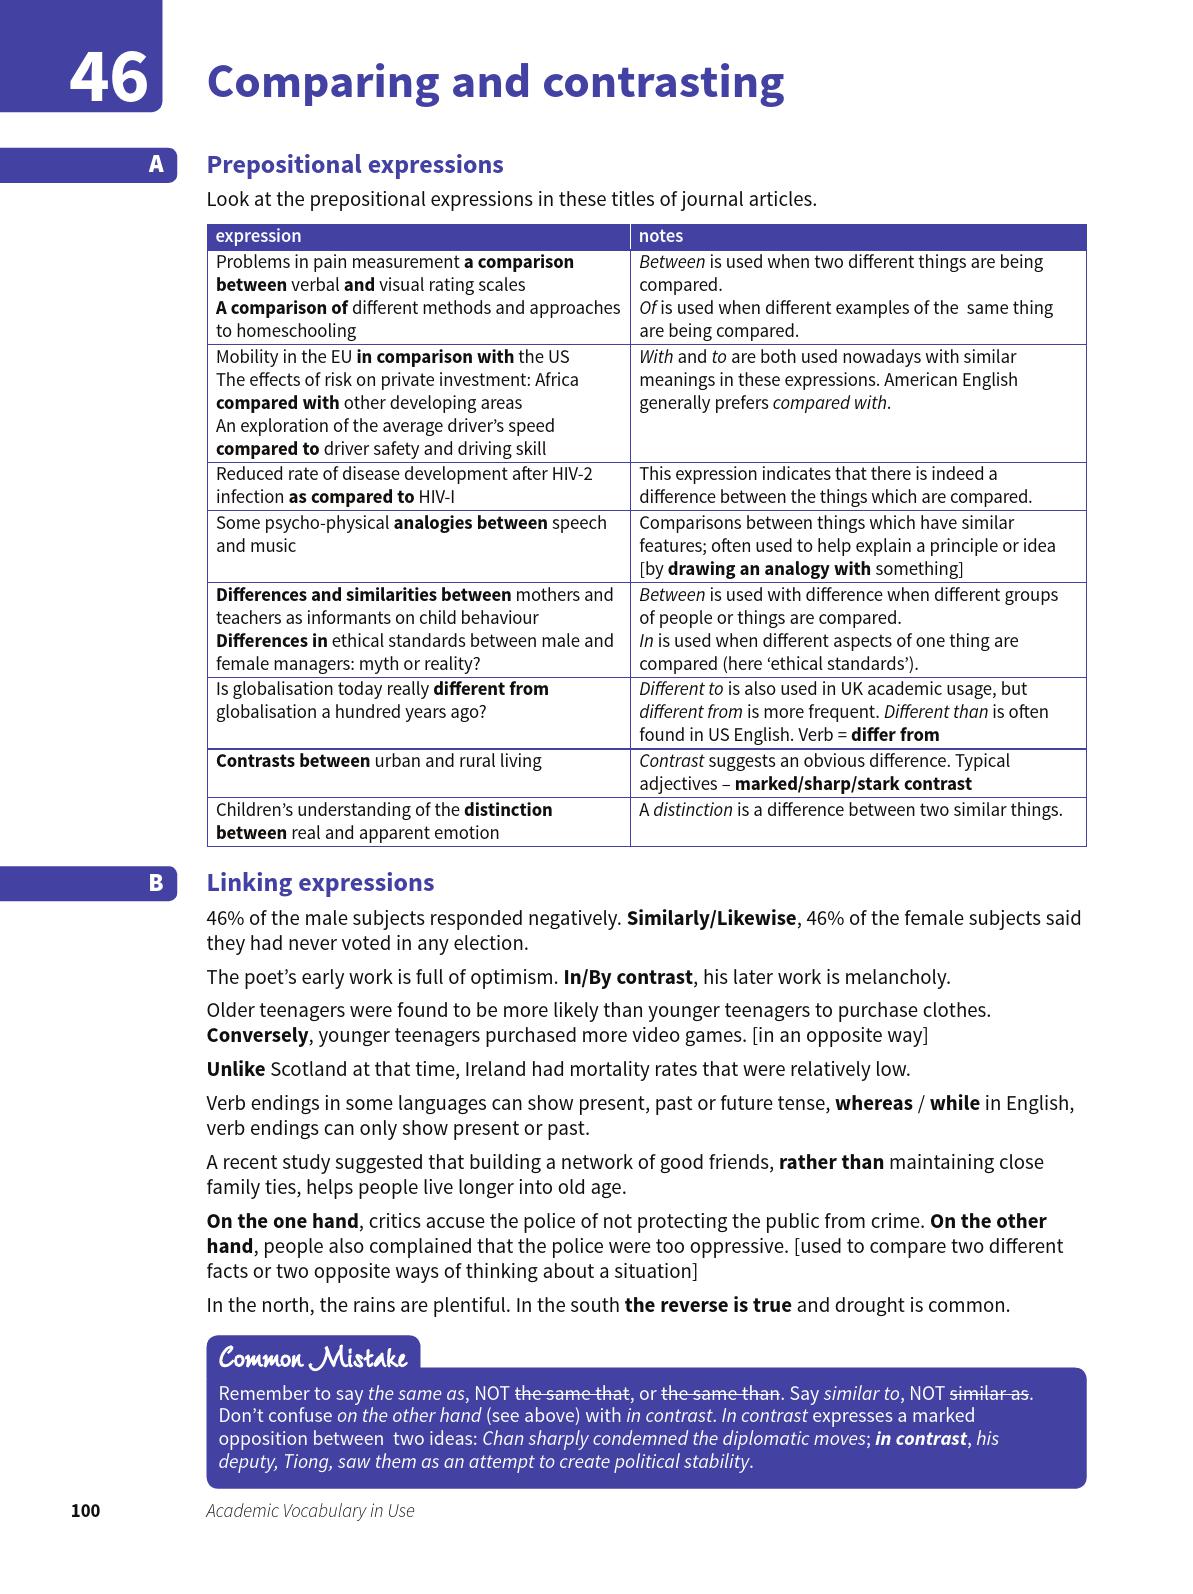 46
Comparing and contrasting
A
Prepositional expressions
Look at the prepositional expressions in these titles of journal articles.
expression
notes
Problems in pain measurement a comparison
between verbal and visual rating scales
A comparison of different methods and approaches
to homeschooling
Between is used when two different things are being
compared.
Of is used when different examples of the  same thing
are being compared.
Mobility in the EU in comparison with the US
The effects of risk on private investment: Africa
compared with other developing areas
An exploration of the average driver’s speed
compared to driver safety and driving skill
With and to are both used nowadays with similar
meanings in these expressions. American English
generally prefers compared with.
Reduced rate of disease development after HIV-2
infection as compared to HIV-I
This expression indicates that there is indeed a
difference between the things which are compared.
Some psycho-physical analogies between speech
and music
Comparisons between things which have similar
features; often used to help explain a principle or idea
[by drawing an analogy with something]
Differences and similarities between mothers and
teachers as informants on child behaviour
Differences in ethical standards between male and
female managers: myth or reality?
Between is used with difference when different groups
of people or things are compared.
In is used when different aspects of one thing are
compared (here ‘ethical standards’).
Is globalisation today really different from
globalisation a hundred years ago?
Different to is also used in UK academic usage, but
different from is more frequent. Different than is often
found in US English. Verb = differ from
Contrasts between urban and rural living
Contrast suggests an obvious difference. Typical
adjectives – marked/sharp/stark contrast
Children’s understanding of the distinction
between real and apparent emotion
A distinction is a difference between two similar things.
B
Linking expressions
46% of the male subjects responded negatively. Similarly/Likewise, 46% of the female subjects said
they had never voted in any election.
The poet’s early work is full of optimism. In/By contrast, his later work is melancholy.
Older teenagers were found to be more likely than younger teenagers to purchase clothes.
Conversely, younger teenagers purchased more video games. [in an opposite way]
Unlike Scotland at that time, Ireland had mortality rates that were relatively low.
Verb endings in some languages can show present, past or future tense, whereas / while in English,
verb endings can only show present or past.
A recent study suggested that building a network of good friends, rather than maintaining close
family ties, helps people live longer into old age.
On the one hand, critics accuse the police of not protecting the public from crime. On the other
hand, people also complained that the police were too oppressive. [used to compare two different
facts or two opposite ways of thinking about a situation]
In the north, the rains are plentiful. In the south the reverse is true and drought is common.
Common Mistake
Remember to say the same as, NOT the same that, or the same than. Say similar to, NOT similar as.
Don’t confuse on the other hand (see above) with in contrast. In contrast expresses a marked
opposition between  two ideas: Chan sharply condemned the diplomatic moves; in contrast, his
deputy, Tiong, saw them as an attempt to create political stability.
100
Academic Vocabulary in Use